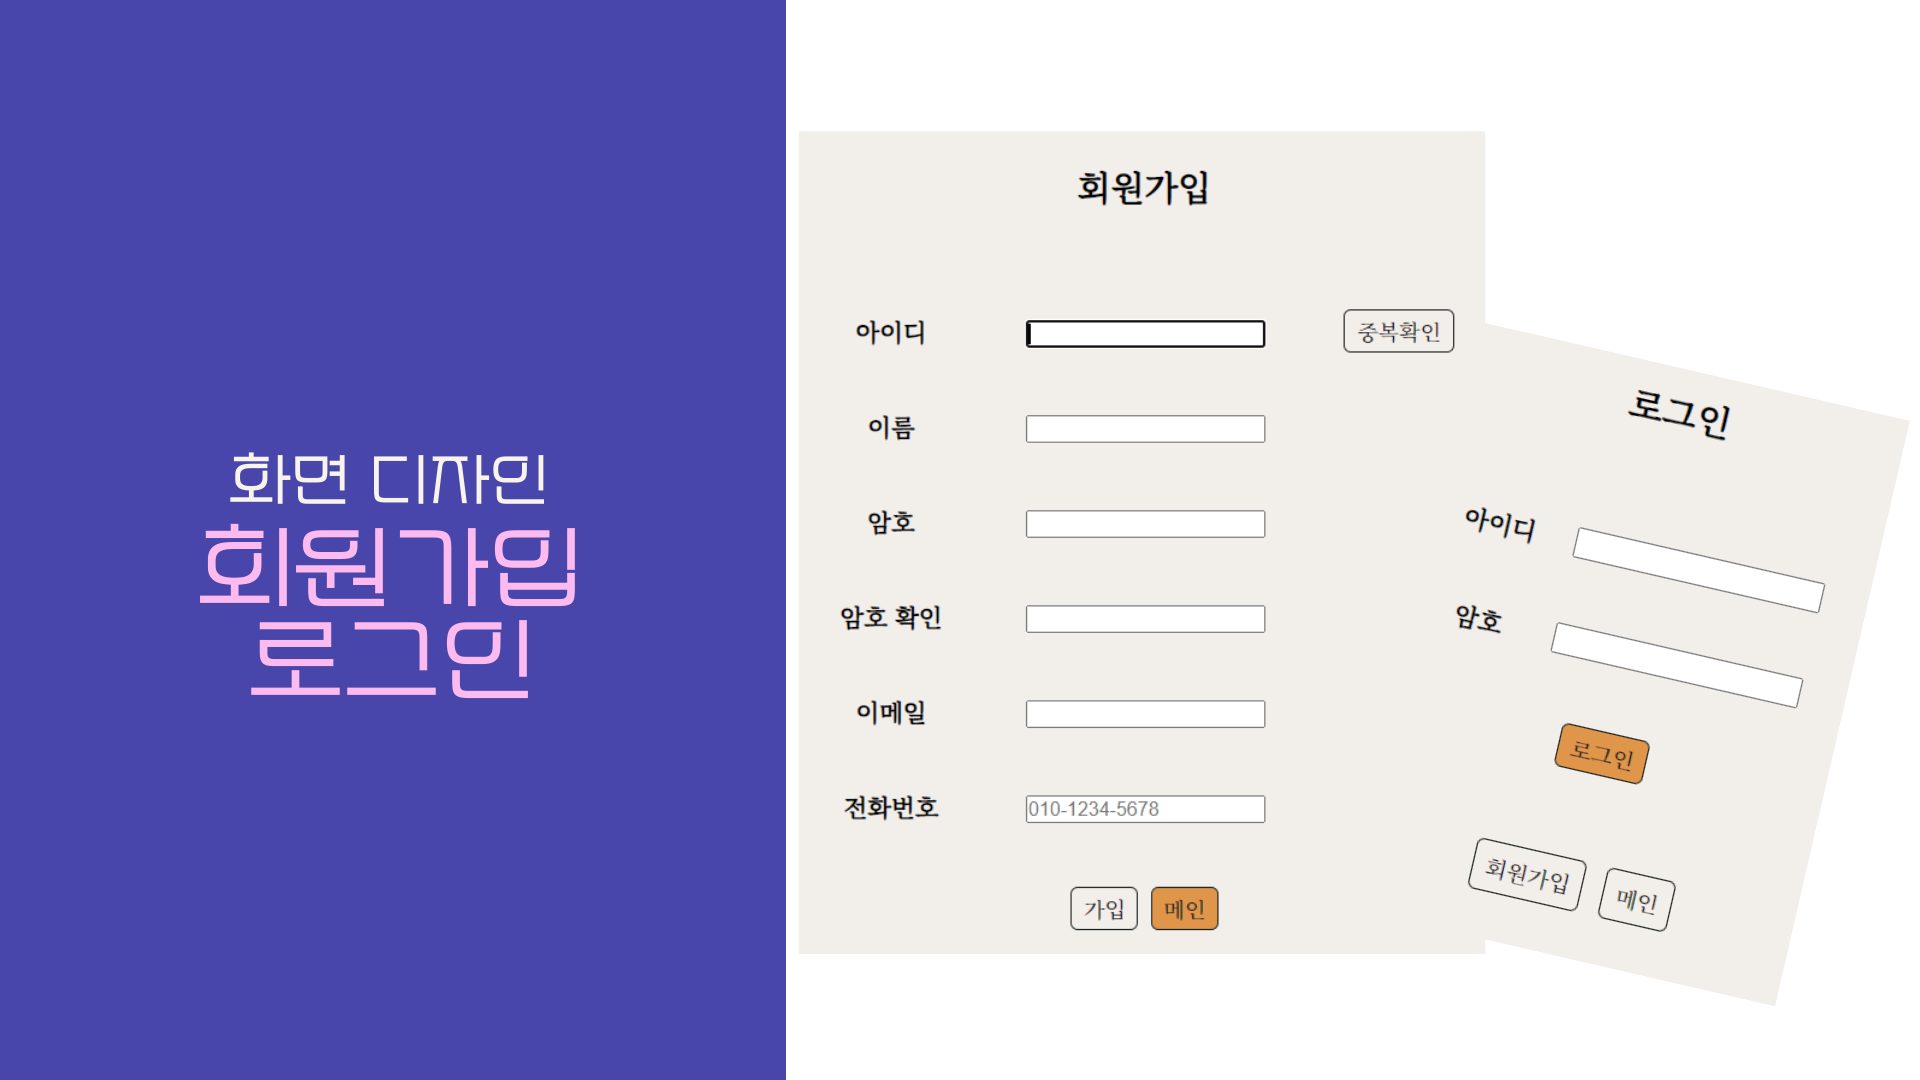 화면 디자인
회원가입
로그인
회원가입
아이디
중복확인
이름
암호
암호 확인
이메일
전화번호
010-1234-5678
가입
메인
로그인
아이디
암호
로그인
회원가입
메인